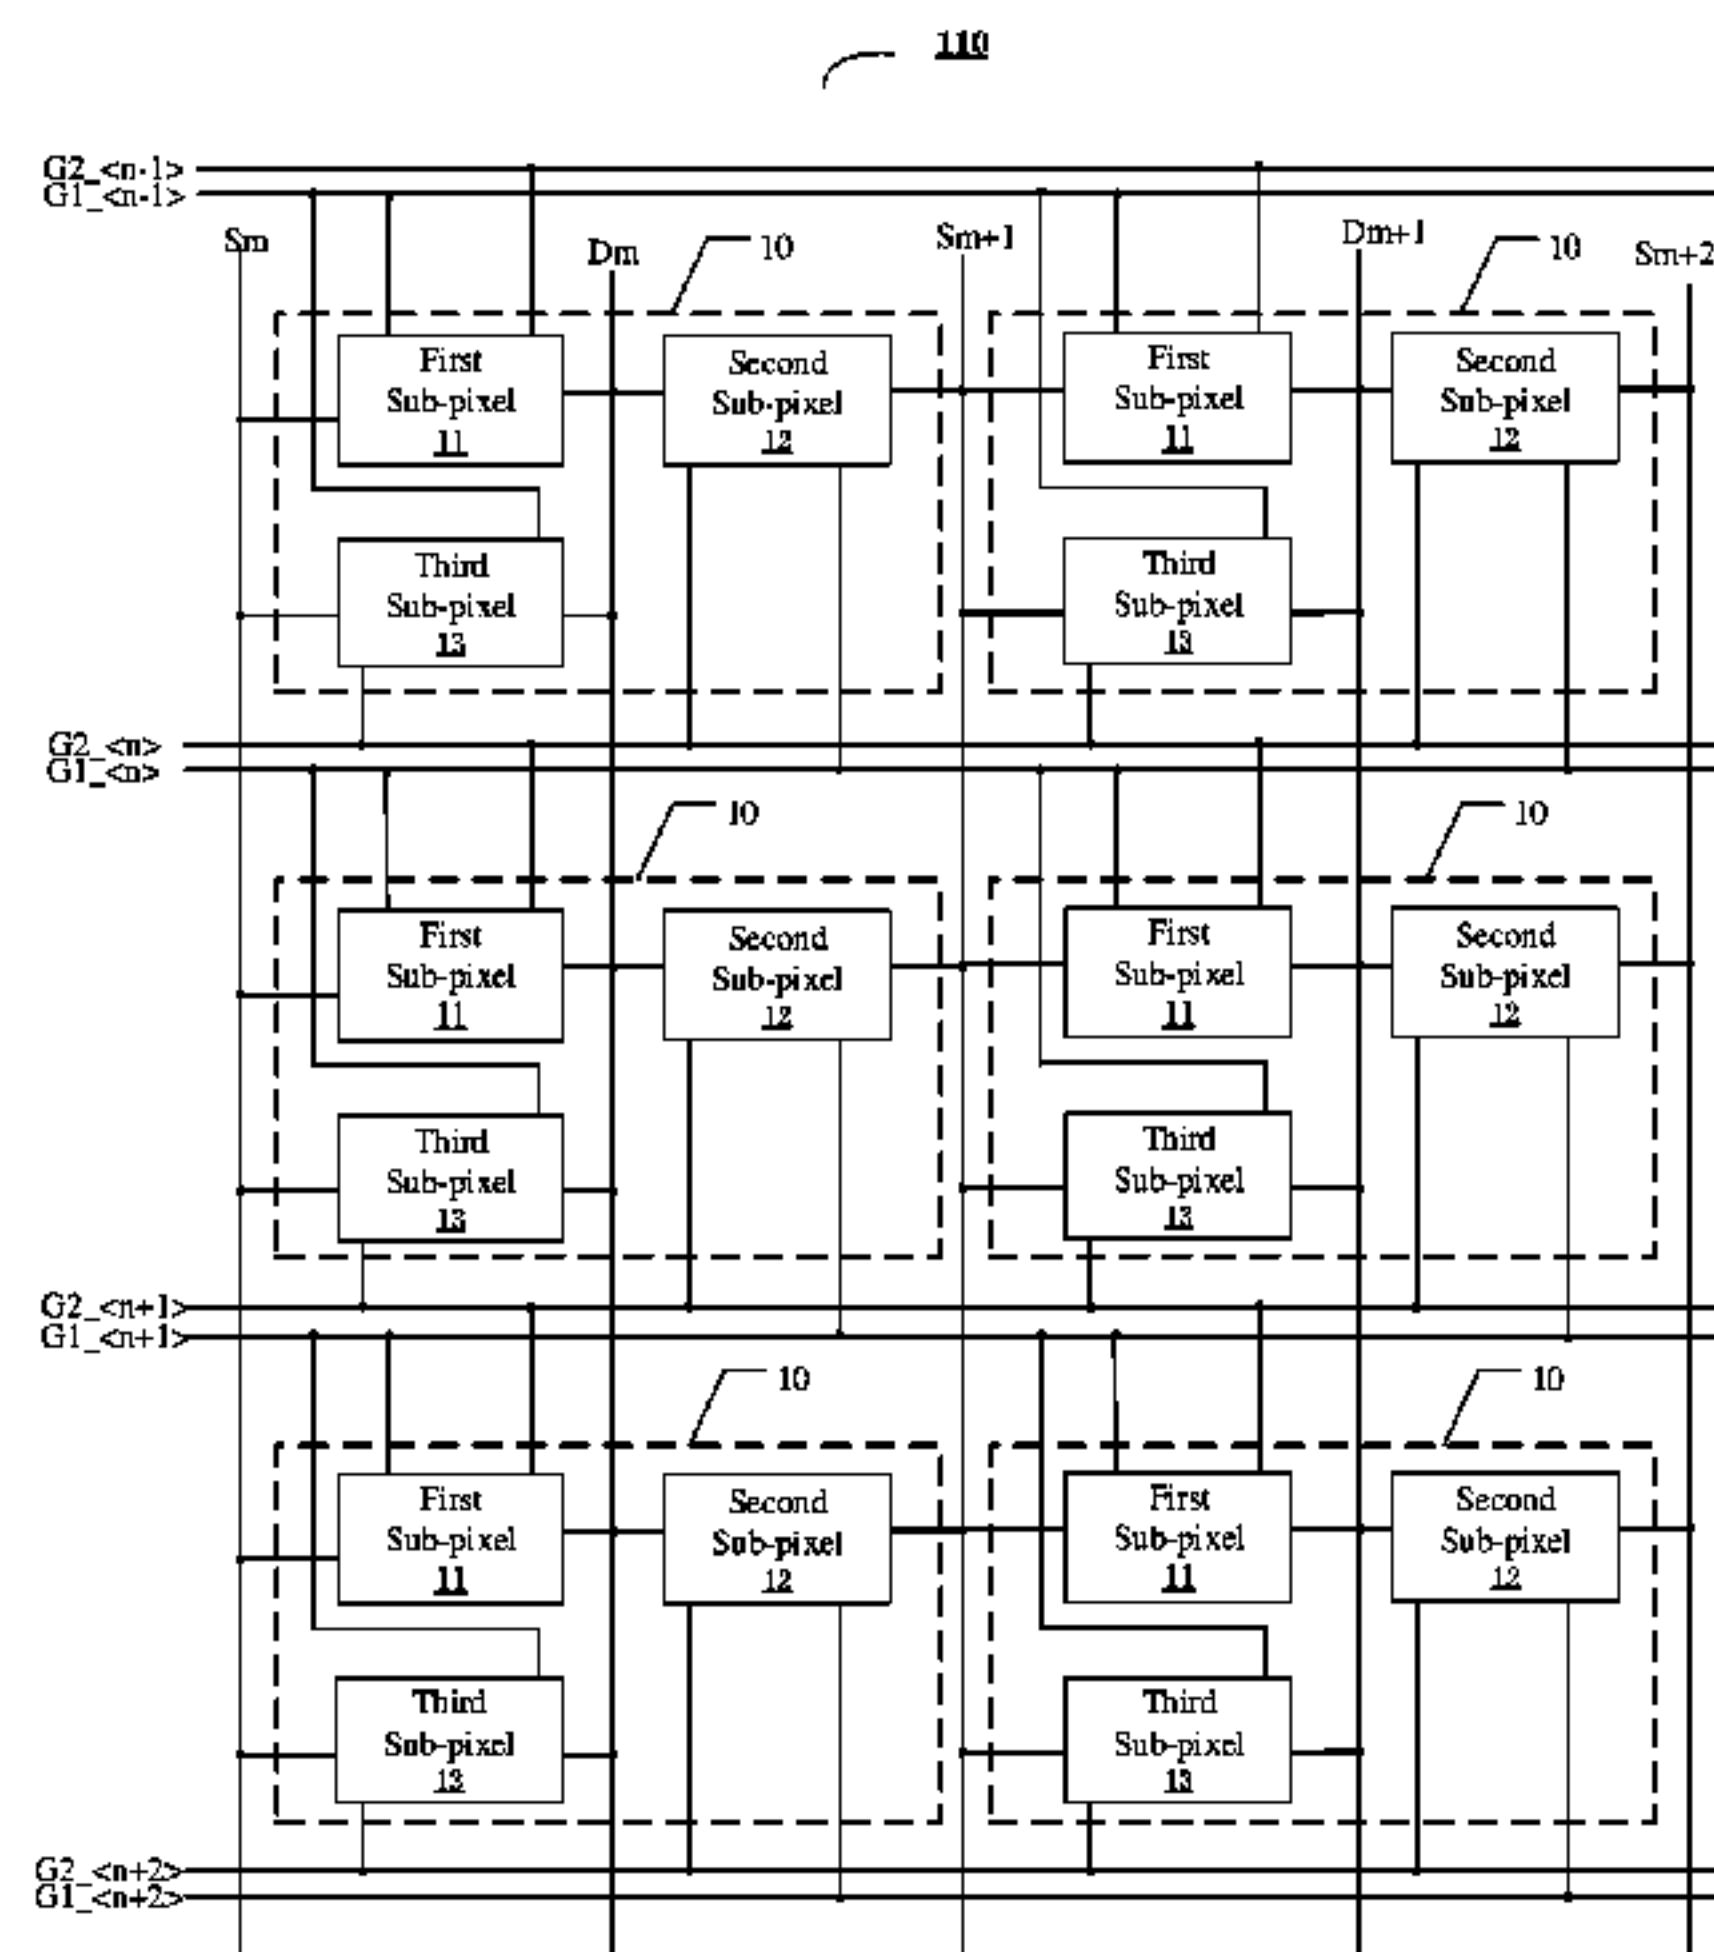 110
G2_<n-1>
G1_<n-1>
Sm
Dm
10
Sm+1
Dm+1
10
Sm+2
First
Sub-pixel
11
Second
Sub-pixel
12
First
Sub-pixel
11
Second
Sub-pixel
12
Third
Sub-pixel
13
Third
Sub-pixel
13
G2_<n>
G1_<n>
10
10
First
Sub-pixel
11
Second
Sub-pixel
12
First
Sub-pixel
11
Second
Sub-pixel
12
Third
Sub-pixel
13
Third
Sub-pixel
13
G2_<n+1>
G1_<n+1>
10
10
First
Sub-pixel
11
Second
Sub-pixel
12
First
Sub-pixel
11
Second
Sub-pixel
12
Third
Sub-pixel
13
Third
Sub-pixel
13
G2_<n+2>
G1_<n+2>